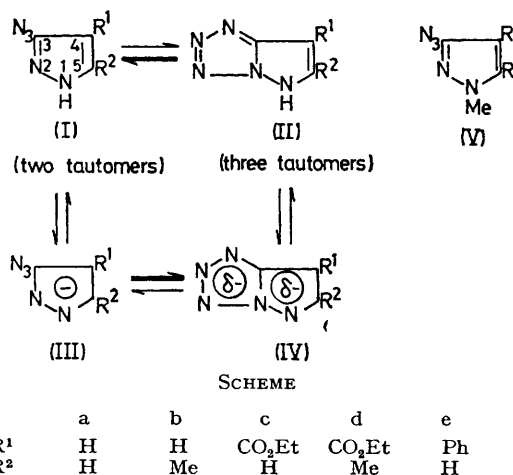 N₃ R¹ 3 4 N2 1 5 R² N H
N N N N N R¹ R² N H
N₃ R N N R Me
(I) (II) (V)
(two tautomers) (three tautomers)
N₃ R¹ − R² N N
N N N N N R¹ δ- δ- R² N
(III) (IV)
SCHEME
a b c d e
R¹ H H CO₂Et CO₂Et Ph
R² H Me H Me H